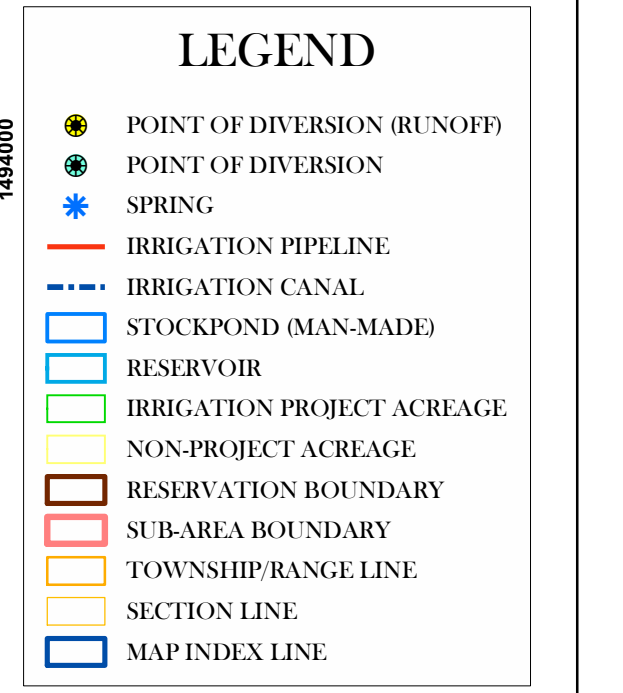 LEGEND
1494000
POINT OF DIVERSION (RUNOFF)
POINT OF DIVERSION
SPRING
IRRIGATION PIPELINE
IRRIGATION CANAL
STOCKPOND (MAN-MADE)
RESERVOIR
IRRIGATION PROJECT ACREAGE
NON-PROJECT ACREAGE
RESERVATION BOUNDARY
SUB-AREA BOUNDARY
TOWNSHIP/RANGE LINE
SECTION LINE
MAP INDEX LINE